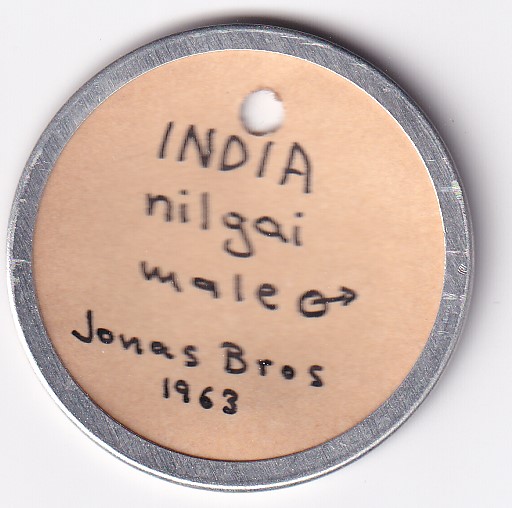 INDIA
nilgai
male ♂
Jonas Bros
1963